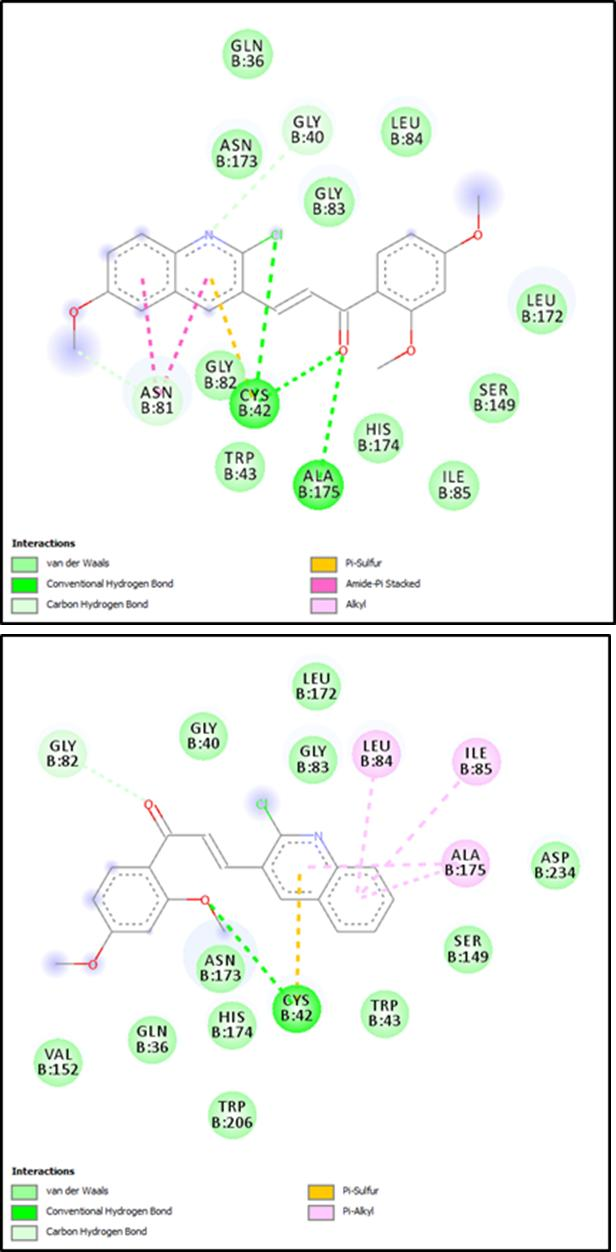 GLN
B:36
GLY
B:40
LEU
B:84
ASN
B:173
GLY
B:83
N
Cl
O
O
LEU
B:172
O
O
GLY
B:82
ASN
B:81
CYS
B:42
SER
B:149
HIS
B:174
TRP
B:43
ALA
B:175
ILE
B:85
Interactions
van der Waals
Conventional Hydrogen Bond
Carbon Hydrogen Bond
Pi-Sulfur
Amide-Pi Stacked
Alkyl
LEU
B:172
GLY
B:40
GLY
B:82
GLY
B:83
LEU
B:84
ILE
B:85
O
Cl
N
ALA
B:175
ASP
B:234
O
O
ASN
B:173
SER
B:149
CYS
B:42
TRP
B:43
HIS
B:174
GLN
B:36
VAL
B:152
TRP
B:206
Interactions
van der Waals
Conventional Hydrogen Bond
Carbon Hydrogen Bond
Pi-Sulfur
Pi-Alkyl